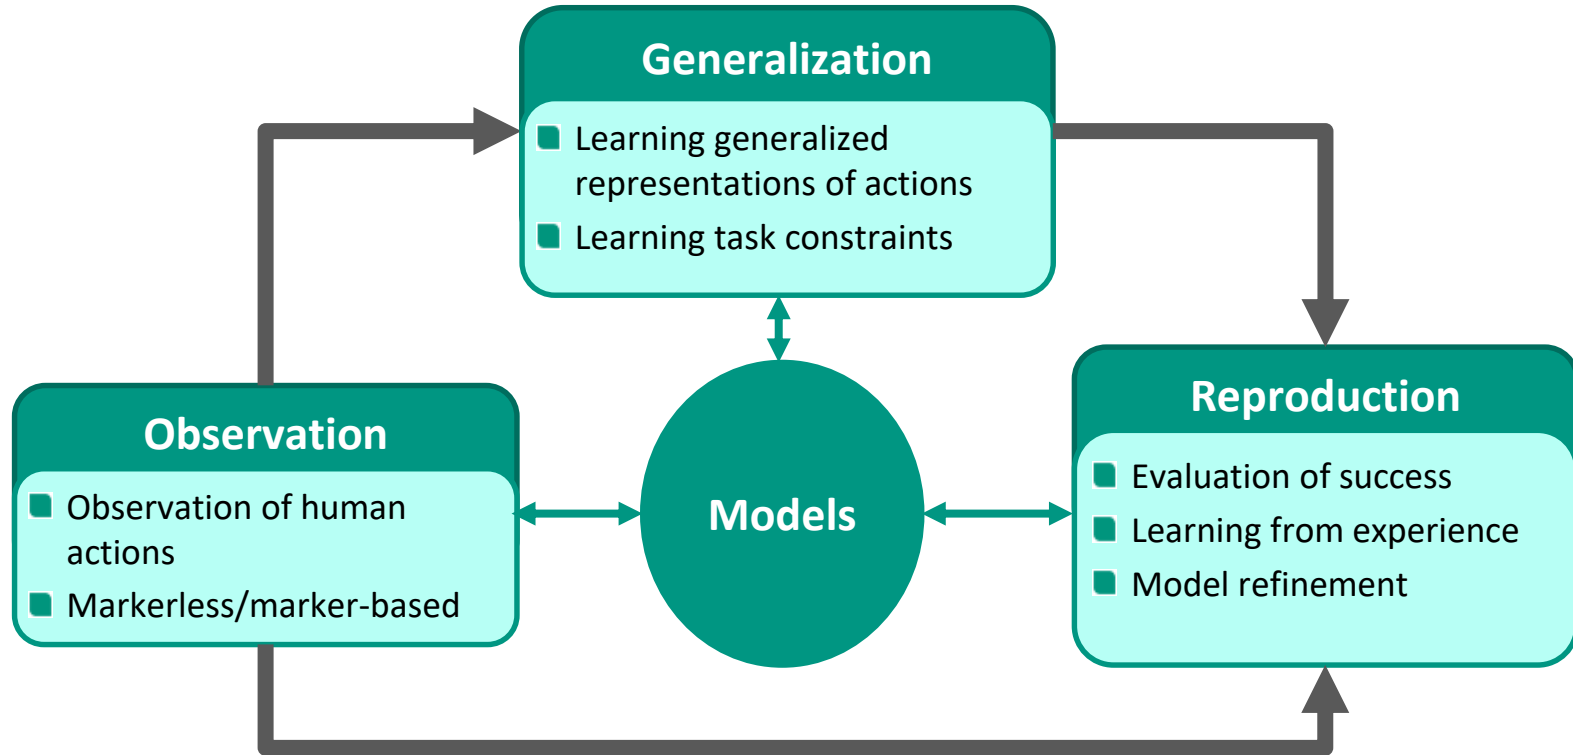 Generalization
Learning generalized
representations of actions
Learning task constraints
Observation
Observation of human
actions
Markerless/marker-based
Models
Reproduction
Evaluation of success
Learning from experience
Model refinement